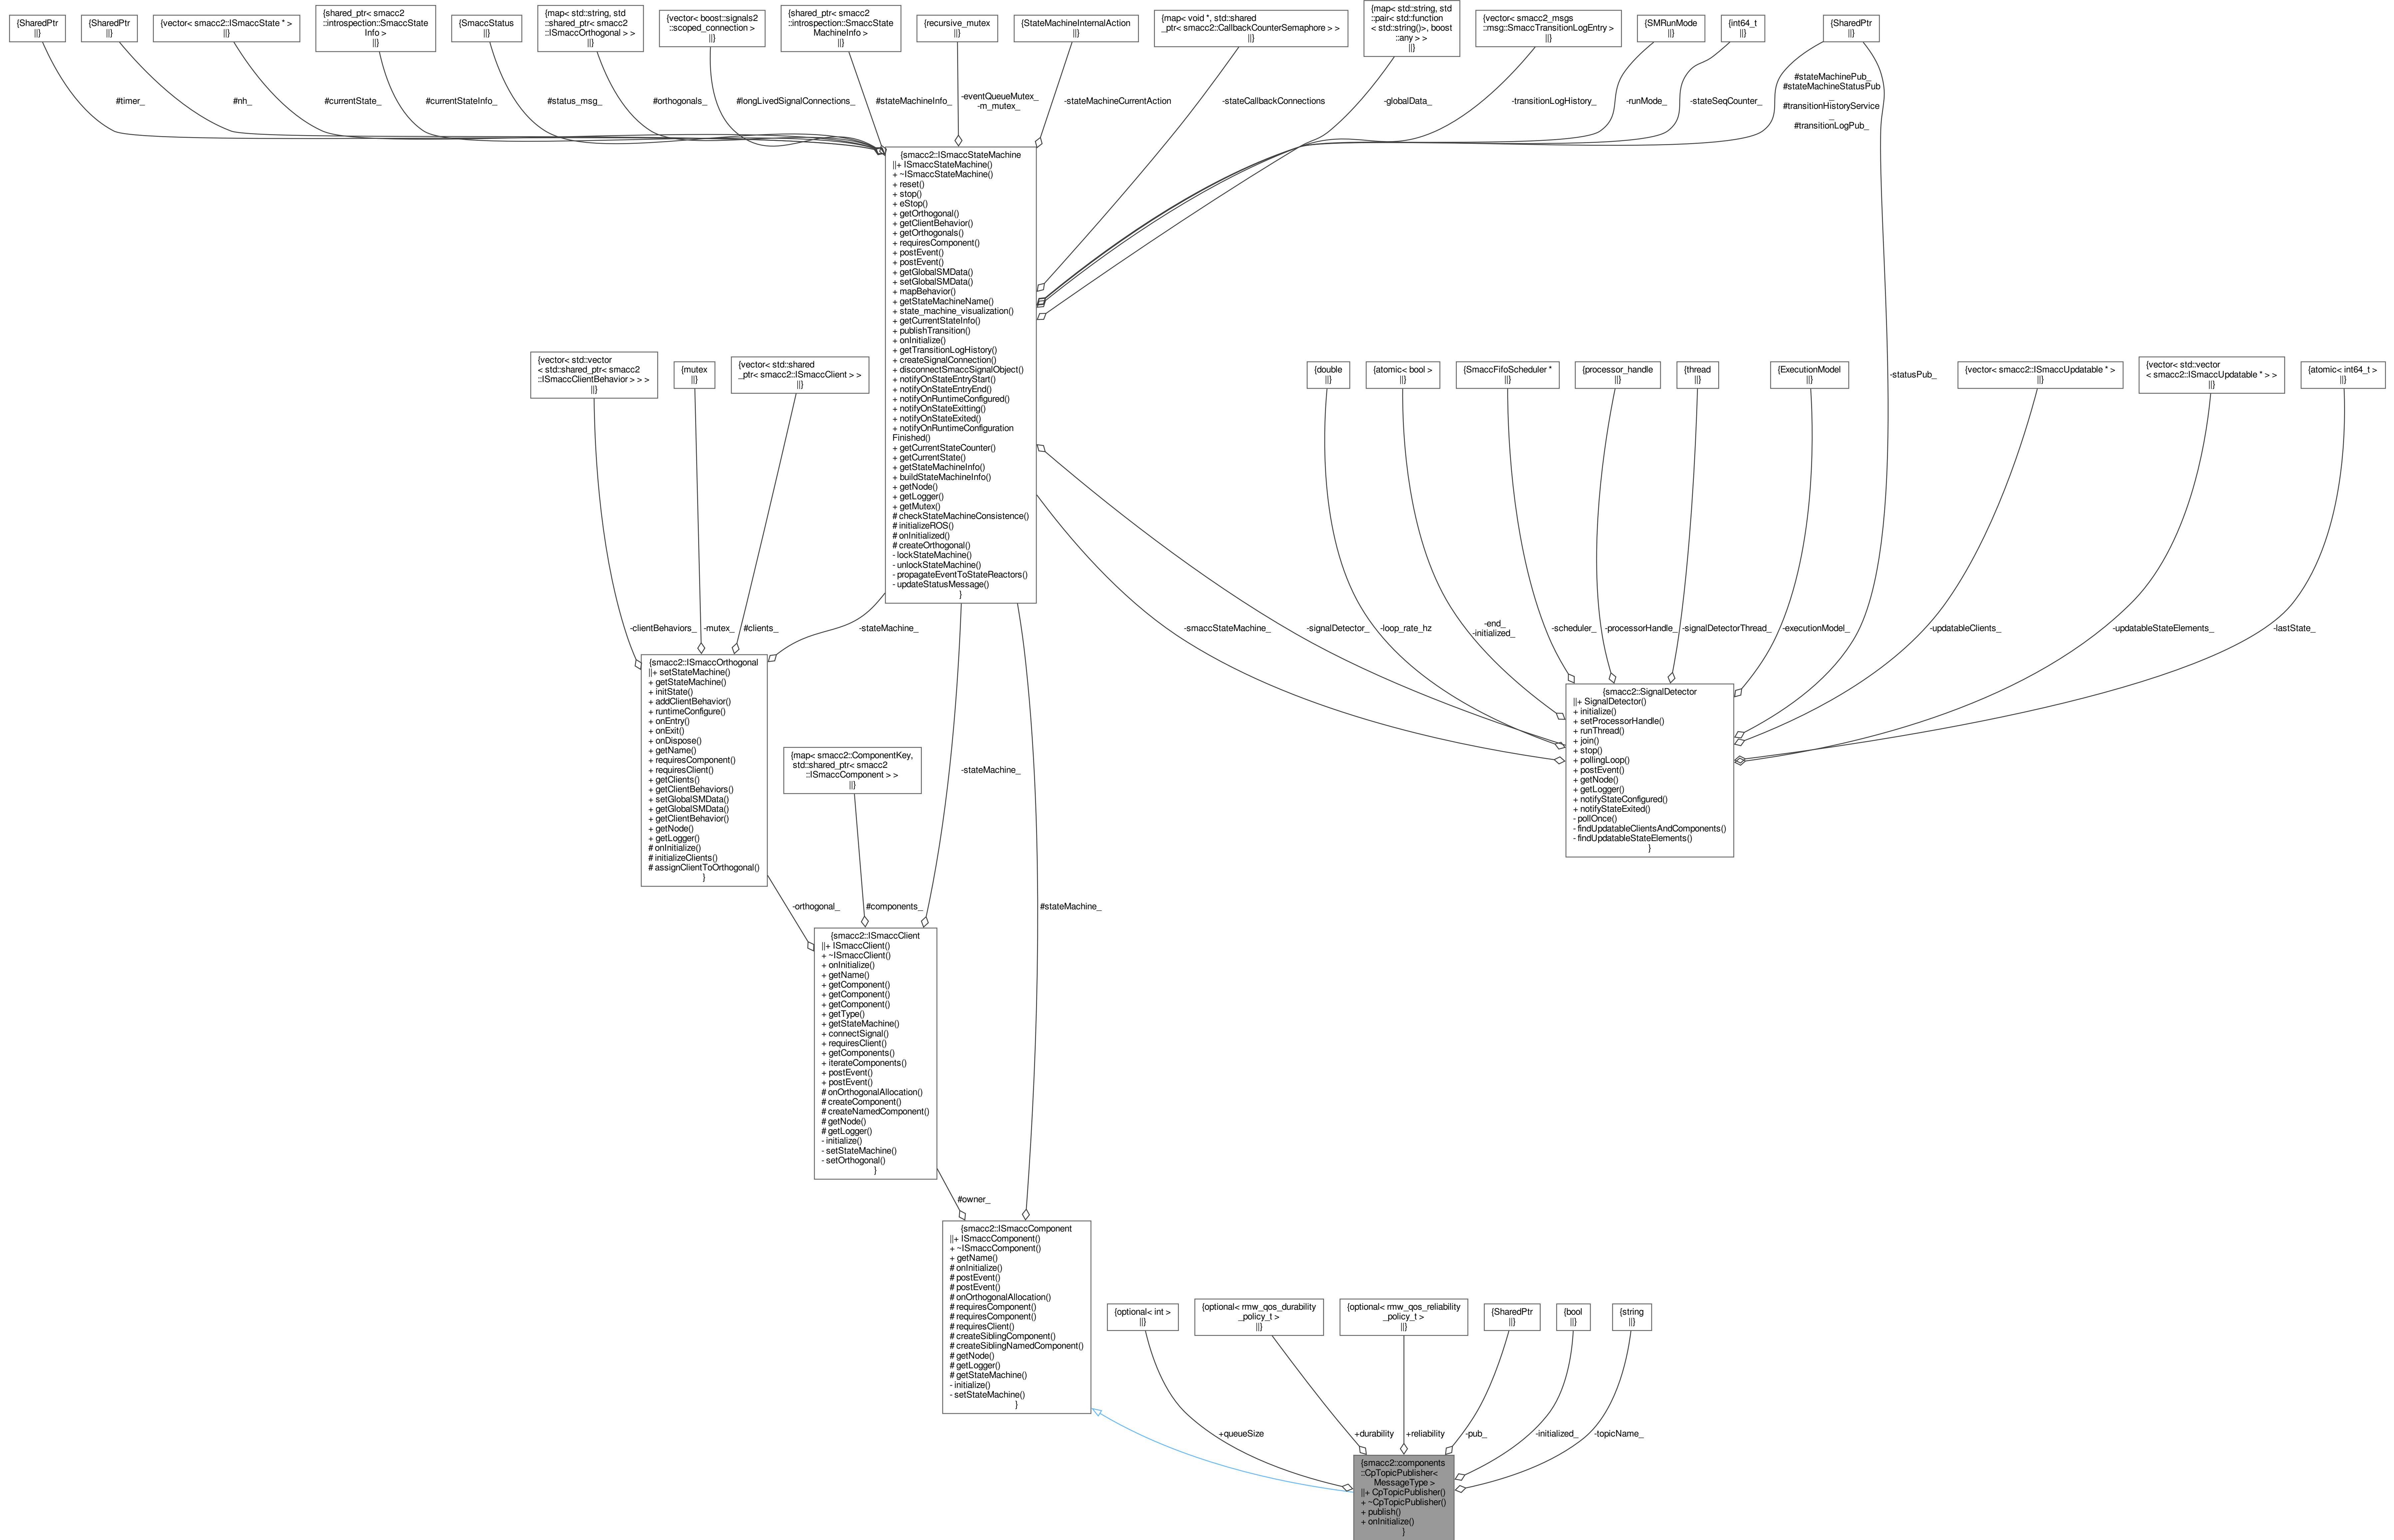 {SharedPtr
||}
{SharedPtr
||}
{vector< smacc2::ISmaccState * >
||}
{shared_ptr< smacc2
::introspection::SmaccState
Info >
||}
{SmaccStatus
||}
{map< std::string, std
::shared_ptr< smacc2
::ISmaccOrthogonal > >
||}
{vector< boost::signals2
::scoped_connection >
||}
{shared_ptr< smacc2
::introspection::SmaccState
MachineInfo >
||}
{recursive_mutex
||}
{StateMachineInternalAction
||}
{map< void *, std::shared
_ptr< smacc2::CallbackCounterSemaphore > >
||}
{map< std::string, std
::pair< std::function
< std::string()>, boost
::any > >
||}
{vector< smacc2_msgs
::msg::SmaccTransitionLogEntry >
||}
{SMRunMode
||}
{int64_t
||}
{SharedPtr
||}
#timer_
#nh_
#currentState_
#currentStateInfo_
#status_msg_
#orthogonals_
#longLivedSignalConnections_
#stateMachineInfo_
-eventQueueMutex_
-m_mutex_
-stateMachineCurrentAction
-stateCallbackConnections
-globalData_
-transitionLogHistory_
-runMode_
-stateSeqCounter_
#stateMachinePub_
#stateMachineStatusPub
_
#transitionHistoryService
_
#transitionLogPub_
{smacc2::ISmaccStateMachine
||+ ISmaccStateMachine()
+ ~ISmaccStateMachine()
+ reset()
+ stop()
+ eStop()
+ getOrthogonal()
+ getClientBehavior()
+ getOrthogonals()
+ requiresComponent()
+ postEvent()
+ postEvent()
+ getGlobalSMData()
+ setGlobalSMData()
+ mapBehavior()
+ getStateMachineName()
+ state_machine_visualization()
+ getCurrentStateInfo()
+ publishTransition()
+ onInitialize()
+ getTransitionLogHistory()
+ createSignalConnection()
+ disconnectSmaccSignalObject()
+ notifyOnStateEntryStart()
+ notifyOnStateEntryEnd()
+ notifyOnRuntimeConfigured()
+ notifyOnStateExitting()
+ notifyOnStateExited()
+ notifyOnRuntimeConfiguration
Finished()
+ getCurrentStateCounter()
+ getCurrentState()
+ getStateMachineInfo()
+ buildStateMachineInfo()
+ getNode()
+ getLogger()
+ getMutex()
# checkStateMachineConsistence()
# initializeROS()
# onInitialized()
# createOrthogonal()
- lockStateMachine()
- unlockStateMachine()
- propagateEventToStateReactors()
- updateStatusMessage()
}
{vector< std::vector
< std::shared_ptr< smacc2
::ISmaccClientBehavior > > >
||}
{mutex
||}
{vector< std::shared
_ptr< smacc2::ISmaccClient > >
||}
{double
||}
{atomic< bool >
||}
{SmaccFifoScheduler *
||}
{processor_handle
||}
{thread
||}
{ExecutionModel
||}
-statusPub_
{vector< smacc2::ISmaccUpdatable * >
||}
{vector< std::vector
< smacc2::ISmaccUpdatable * > >
||}
{atomic< int64_t >
||}
-clientBehaviors_
-mutex_
#clients_
-stateMachine_
-smaccStateMachine_
-signalDetector_
-loop_rate_hz
-end_
-initialized_
-scheduler_
-processorHandle_
-signalDetectorThread_
-executionModel_
-updatableClients_
-updatableStateElements_
-lastState_
{smacc2::ISmaccOrthogonal
||+ setStateMachine()
+ getStateMachine()
+ initState()
+ addClientBehavior()
+ runtimeConfigure()
+ onEntry()
+ onExit()
+ onDispose()
+ getName()
+ requiresComponent()
+ requiresClient()
+ getClients()
+ getClientBehaviors()
+ setGlobalSMData()
+ getGlobalSMData()
+ getClientBehavior()
+ getNode()
+ getLogger()
# onInitialize()
# initializeClients()
# assignClientToOrthogonal()
}
{smacc2::SignalDetector
||+ SignalDetector()
+ initialize()
+ setProcessorHandle()
+ runThread()
+ join()
+ stop()
+ pollingLoop()
+ postEvent()
+ getNode()
+ getLogger()
+ notifyStateConfigured()
+ notifyStateExited()
- pollOnce()
- findUpdatableClientsAndComponents()
- findUpdatableStateElements()
}
{map< smacc2::ComponentKey,
std::shared_ptr< smacc2
::ISmaccComponent > >
||}
-stateMachine_
-orthogonal_
#components_
#stateMachine_
{smacc2::ISmaccClient
||+ ISmaccClient()
+ ~ISmaccClient()
+ onInitialize()
+ getName()
+ getComponent()
+ getComponent()
+ getComponent()
+ getType()
+ getStateMachine()
+ connectSignal()
+ requiresClient()
+ getComponents()
+ iterateComponents()
+ postEvent()
+ postEvent()
# onOrthogonalAllocation()
# createComponent()
# createNamedComponent()
# getNode()
# getLogger()
- initialize()
- setStateMachine()
- setOrthogonal()
}
#owner_
{smacc2::ISmaccComponent
||+ ISmaccComponent()
+ ~ISmaccComponent()
+ getName()
# onInitialize()
# postEvent()
# postEvent()
# onOrthogonalAllocation()
# requiresComponent()
# requiresComponent()
# requiresClient()
# createSiblingComponent()
# createSiblingNamedComponent()
# getNode()
# getLogger()
# getStateMachine()
- initialize()
- setStateMachine()
}
{optional< int >
||}
{optional< rmw_qos_durability
_policy_t >
||}
{optional< rmw_qos_reliability
_policy_t >
||}
{SharedPtr
||}
{bool
||}
{string
||}
+queueSize
+durability
+reliability
-pub_
-initialized_
-topicName_
{smacc2::components
::CpTopicPublisher<
MessageType >
||+ CpTopicPublisher()
+ ~CpTopicPublisher()
+ publish()
+ onInitialize()
}